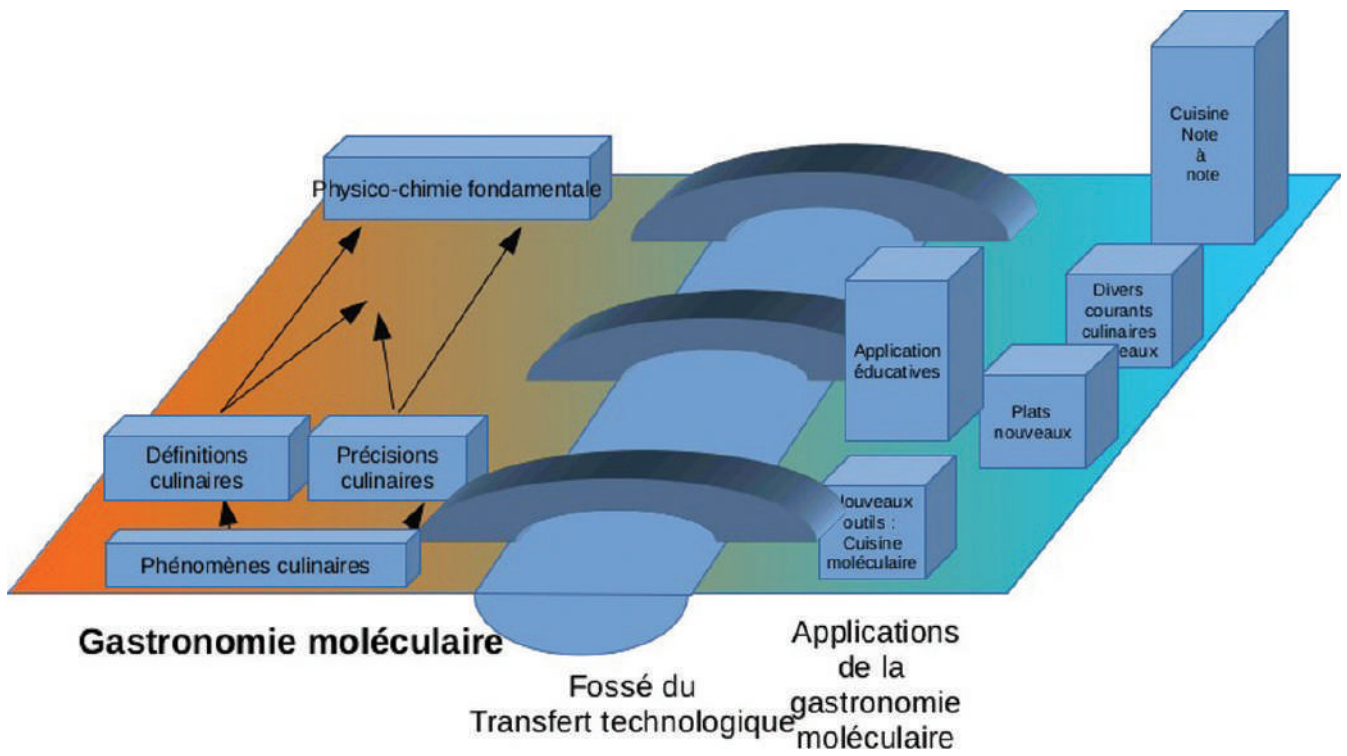 Physico-chimie fondamentale
Définitions
culinaires
Précisions
culinaires
Phénomènes culinaires
Gastronomie moléculaire
Fossé du
Transfert technologique
Cuisine
Note
à
note
Divers
courants
culinaires
Application
éducatives
Plats
nouveaux
outils :
Cuisine
moléculaire
Applications
de la
gastronomie
moléculaire